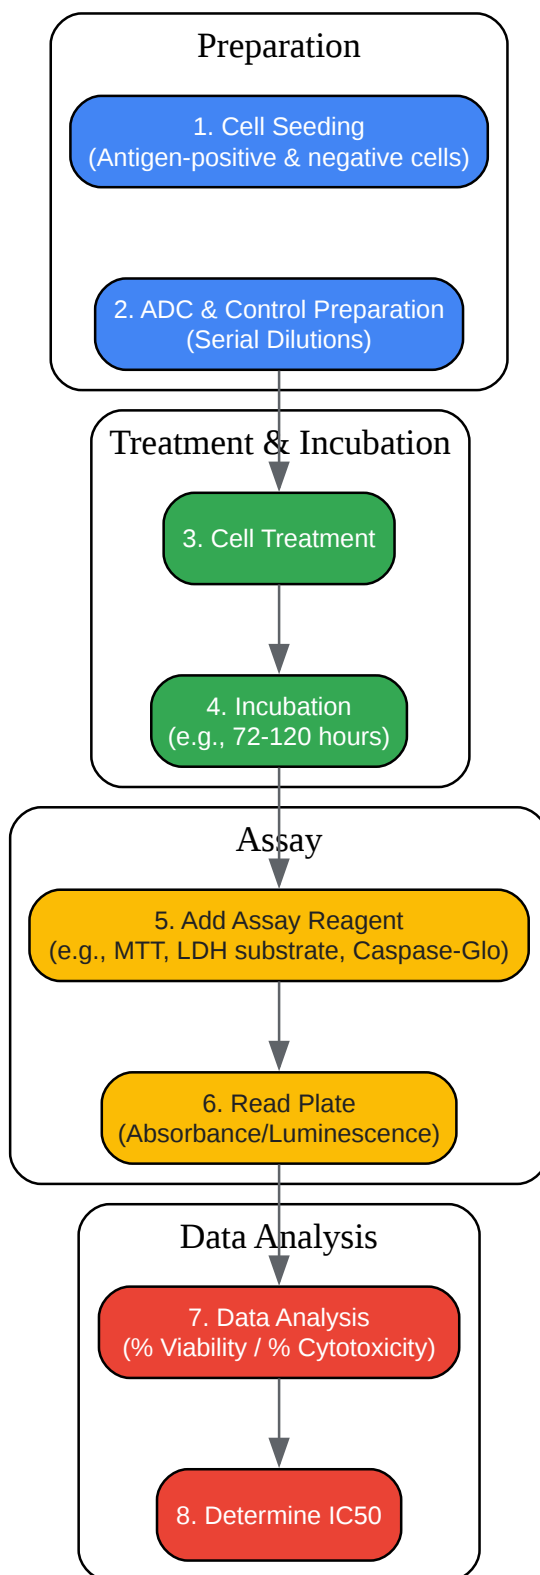 Preparation
1. Cell Seeding
(Antigen-positive & negative cells)
2. ADC & Control Preparation
(Serial Dilutions)
Treatment & Incubation
3. Cell Treatment
4. Incubation
(e.g., 72-120 hours)
Assay
5. Add Assay Reagent
(e.g., MTT, LDH substrate, Caspase-Glo)
6. Read Plate
(Absorbance/Luminescence)
Data Analysis
7. Data Analysis
(% Viability / % Cytotoxicity)
8. Determine IC50